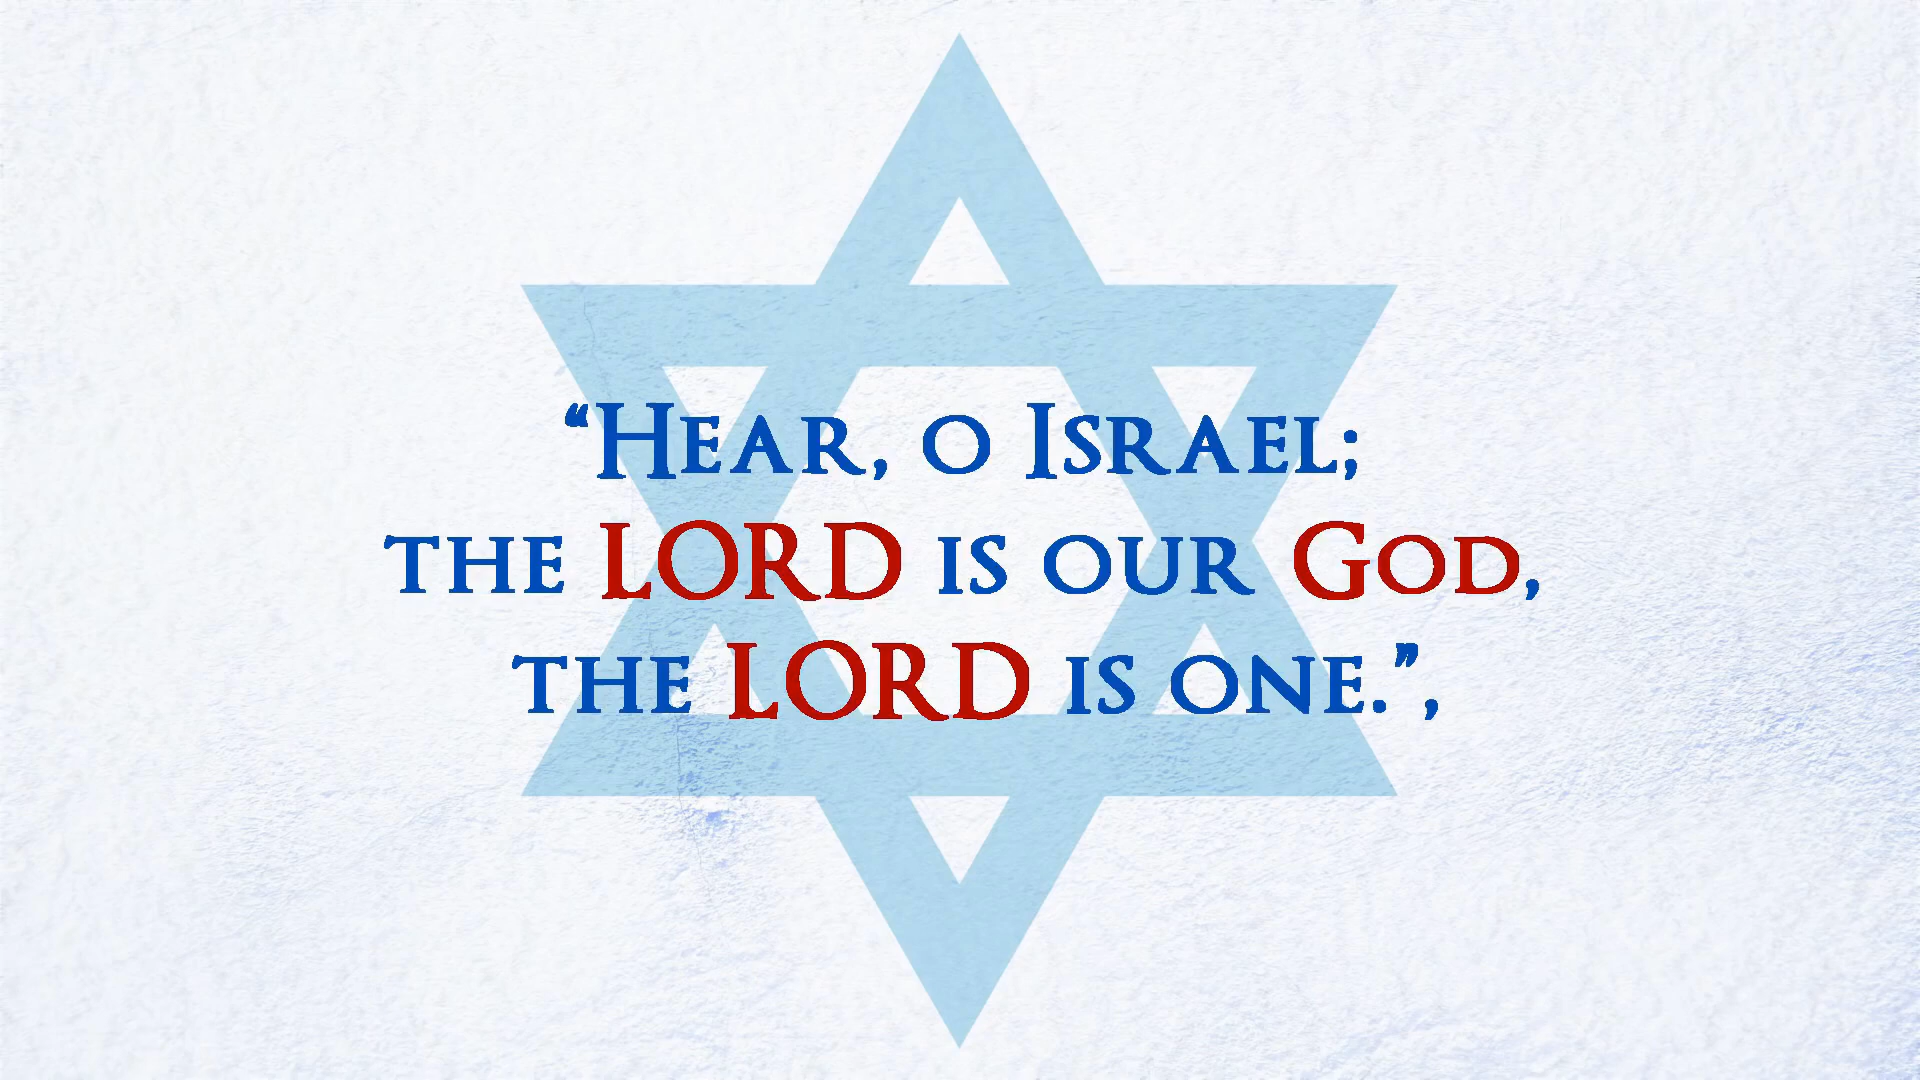 “Hear, o Israel;
the LORD is our God,
the LORD is one.”,